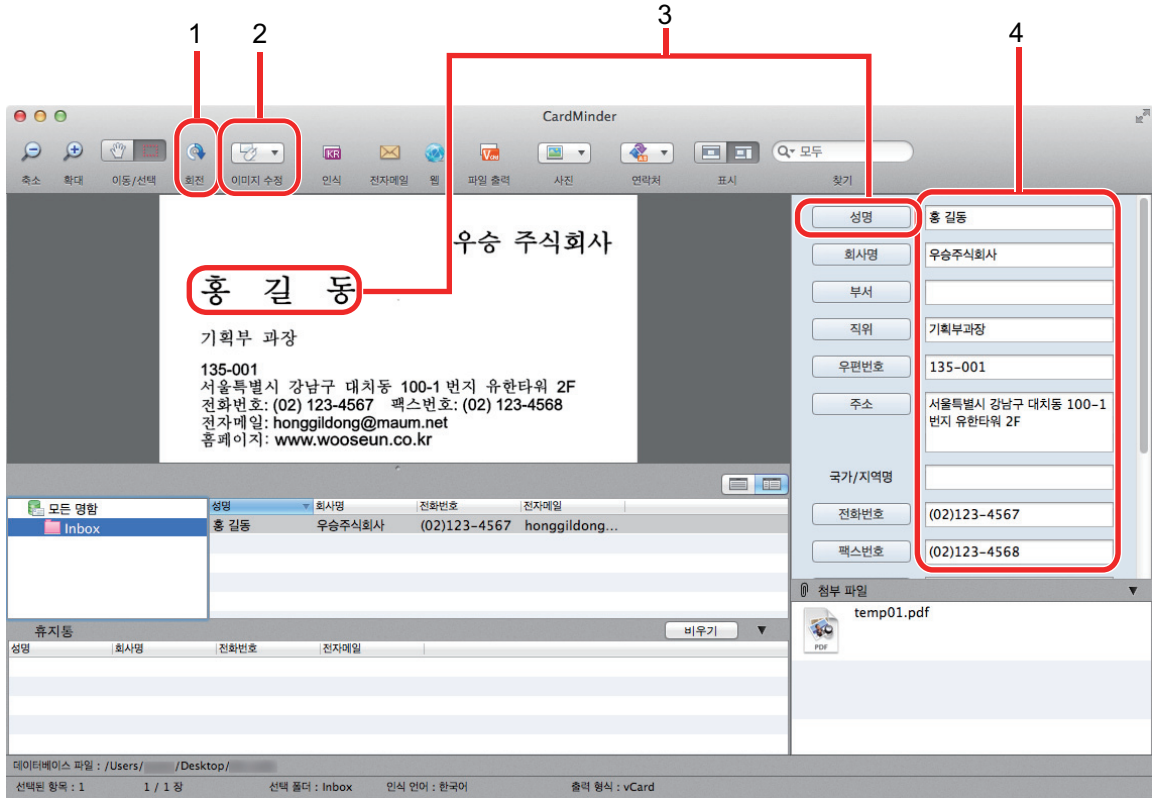 1
2
3
4
CardMinder
모두
축소
확대
이동/선택
회전
이미지 수정
KR
인식
전자메일
웹
파일 출력
사진
연락처
표시
찾기
우승 주식회사
홍 길 동
기획부 과장
135-001
서울특별시 강남구 대치동 100-1 번지 유한타워 2F
전화번호: (02) 123-4567 팩스번호: (02) 123-4568
전자메일: honggildong@maum.net
홈페이지: www.wooseun.co.kr
성명 홍 길동
회사명 우승주식회사
부서
직위 기획부과장
우편번호 135-001
주소 서울특별시 강남구 대치동 100-1
번지 유한타워 2F
국가/지역명
전화번호 (02)123-4567
팩스번호 (02)123-4568
모든 명함
Inbox
성명 회사명 전화번호 전자메일
홍 길동 우승주식회사 (02)123-4567 honggildong...
첨부 파일
temp01.pdf
PDF
휴지통 비우기
성명 회사명 전화번호 전자메일
데이터베이스 파일 : /Users/ /Desktop/
선택된 항목 : 1 1 / 1 장 선택 폴더 : Inbox 인식 언어 : 한국어 출력 형식 : vCard